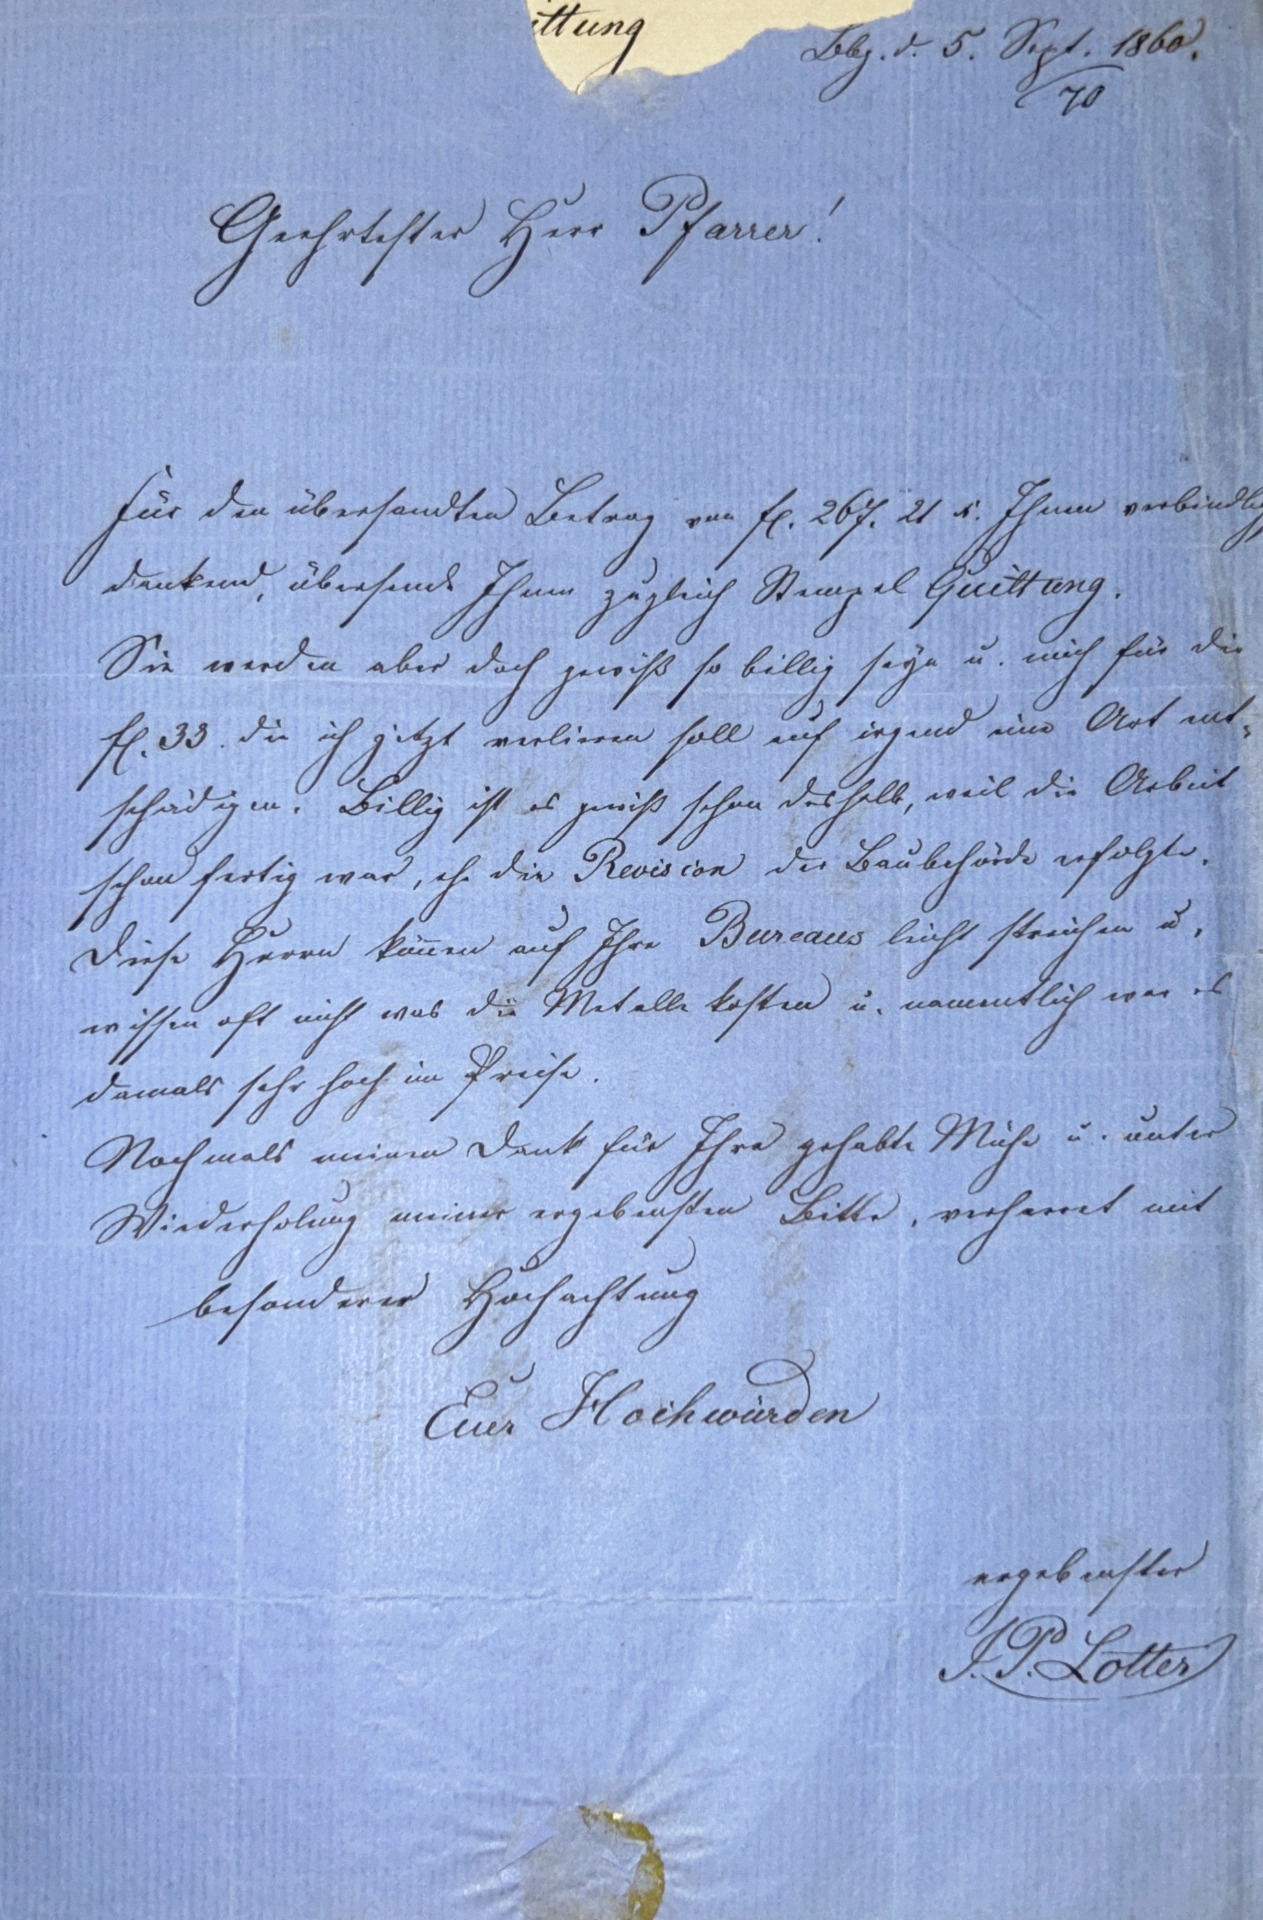 ittung
Bbg. d. 5. Sept. 1860.
70
Geehrtester Herr Pfarrer!
Für den übersandten Betrag von fl. 267. 21 x. Ihnen verbindlich
dankend, übersende Ihnen zugleich Stempel Quittung.
Sie werden aber doch gewiß so billig seyn u. mich für die
fl. 33. die ich jetzt verlieren soll auf irgend eine Art ent-
schädigen. Billig ist es gewiß schon deshalb, weil die Arbeit
schon fertig war, ehe die Revision der Baubehörde erfolgte.
Diese Herrn können auf Ihre Bureaus leicht streichen u.
wissen oft nicht was die Metalle kosten u. namentlich war es
damals sehr hoch im Preise.
Nochmals meinen Dank für Ihre gehabte Mühe u. unter
Wiederholung meiner ergebensten Bitte, verharret mit
besonderer Hochachtung
Euer Hochwürden
ergebenster
J. P. Lotter